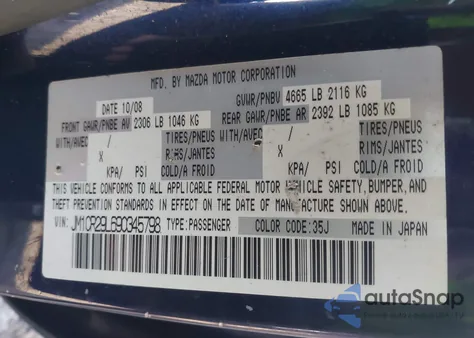 MFD. BY MAZDA MOTOR CORPORATION
DATE 10/08 GVWR/PNBV 4665 LB 2116 KG
FRONT GAWR/PNBE AV 2306 LB 1046 KG REAR GAWR/PNBE AR 2392 LB 1085 KG
WITH/AVEC / TIRES/PNEUS WITH/AVEC / TIRES/PNEUS
X RIMS/JANTES X RIMS/JANTES
KPA/ PSI COLD/A FROID KPA/ PSI COLD/A FROID
THIS VEHICLE CONFORMS TO ALL APPLICABLE FEDERAL MOTOR VEHICLE SAFETY, BUMPER, AND
THEFT PREVENTION STANDARDS IN EFFECT ON THE DATE OF MANUFACTURE SHOWN ABOVE.
JM1CR29L690345798 TYPE:PASSENGER COLOR CODE:35J MADE IN JAPAN
autoSnap